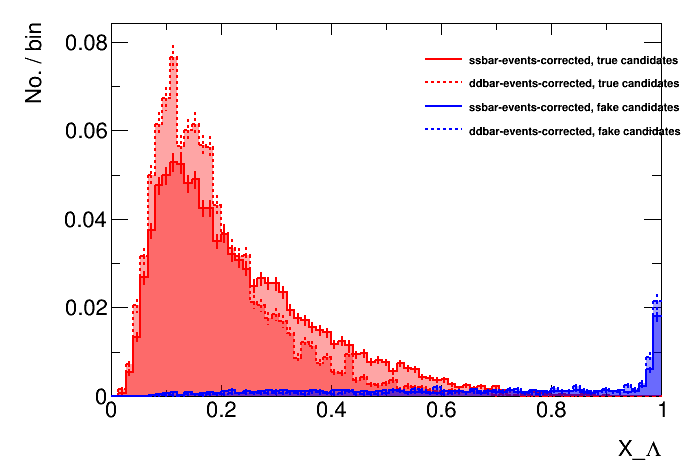 No. / bin
0.08
0.06
0.04
0.02
0
ssbar-events-corrected, true candidates
ddbar-events-corrected, true candidates
ssbar-events-corrected, fake candidates
ddbar-events-corrected, fake candidates
0 0.2 0.4 0.6 0.8 1
X_Λ